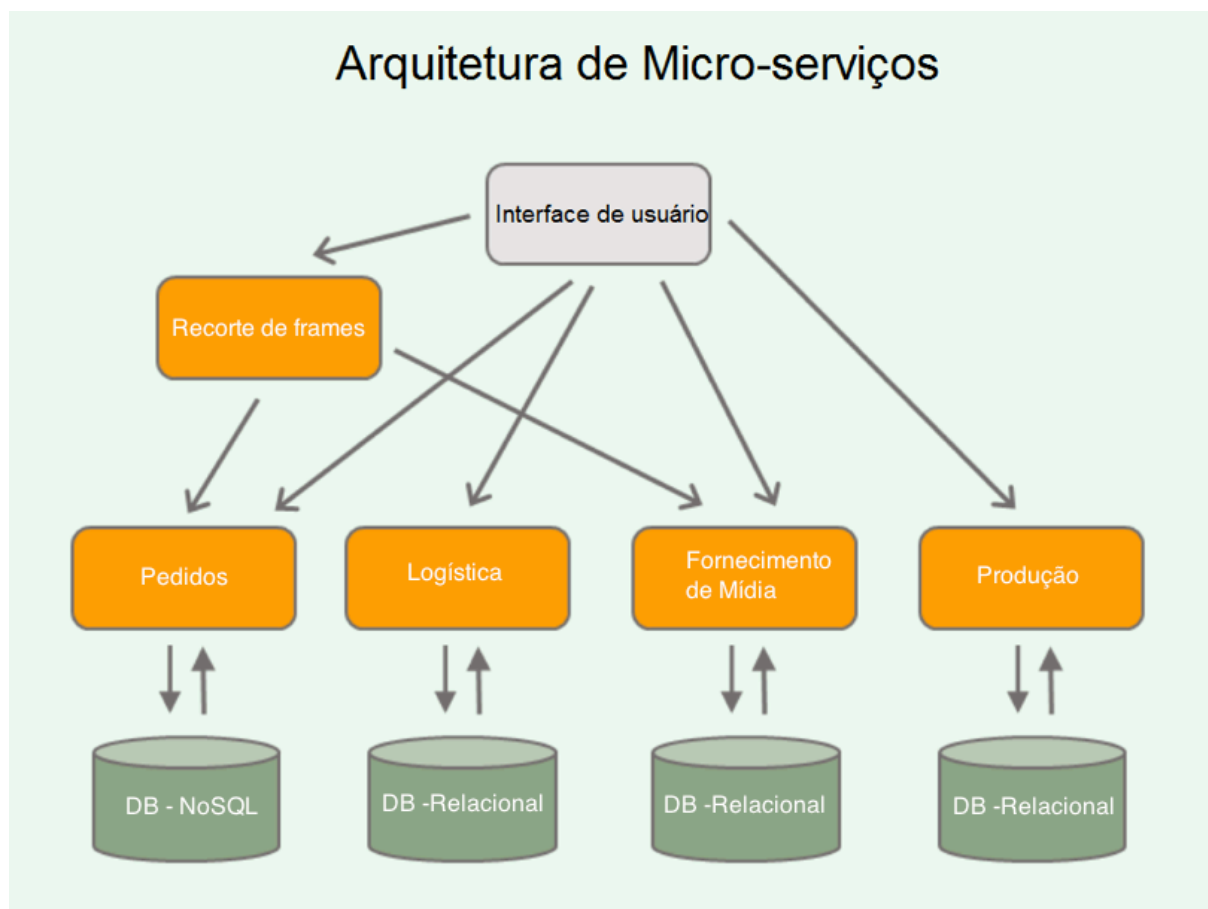 Arquitetura de Micro-serviços
Interface de usuário
Recorte de frames
Pedidos
Logística
Fornecimento
de Mídia
Produção
DB - NoSQL
DB -Relacional
DB -Relacional
DB -Relacional